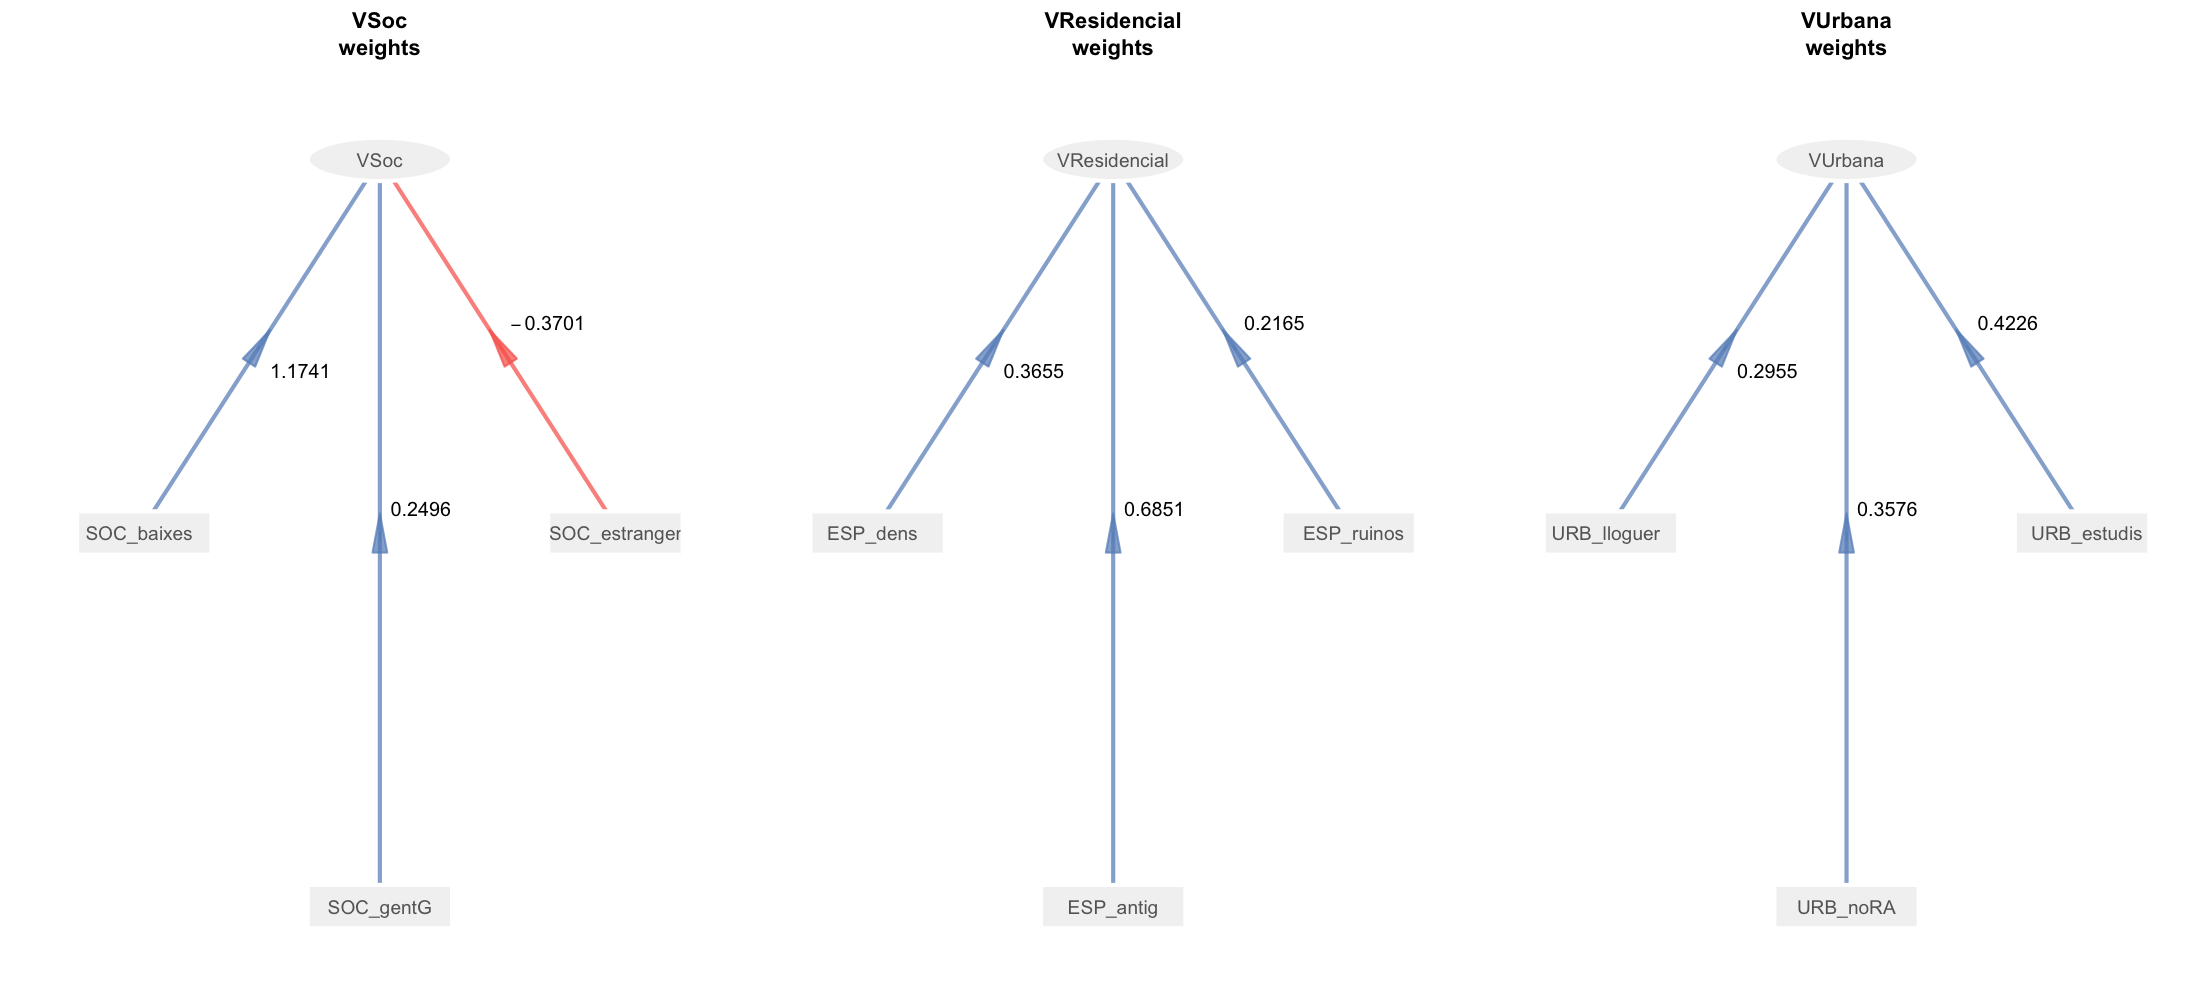 VSoc
weights
VSoc
−0.3701
1.1741
0.2496
SOC_baixes
SOC_estranger
SOC_gentG
VResidencial
weights
VResidencial
0.2165
0.3655
0.6851
ESP_dens
ESP_ruinos
ESP_antig
VUrbana
weights
VUrbana
0.4226
0.2955
0.3576
URB_lloguer
URB_estudis
URB_noRA